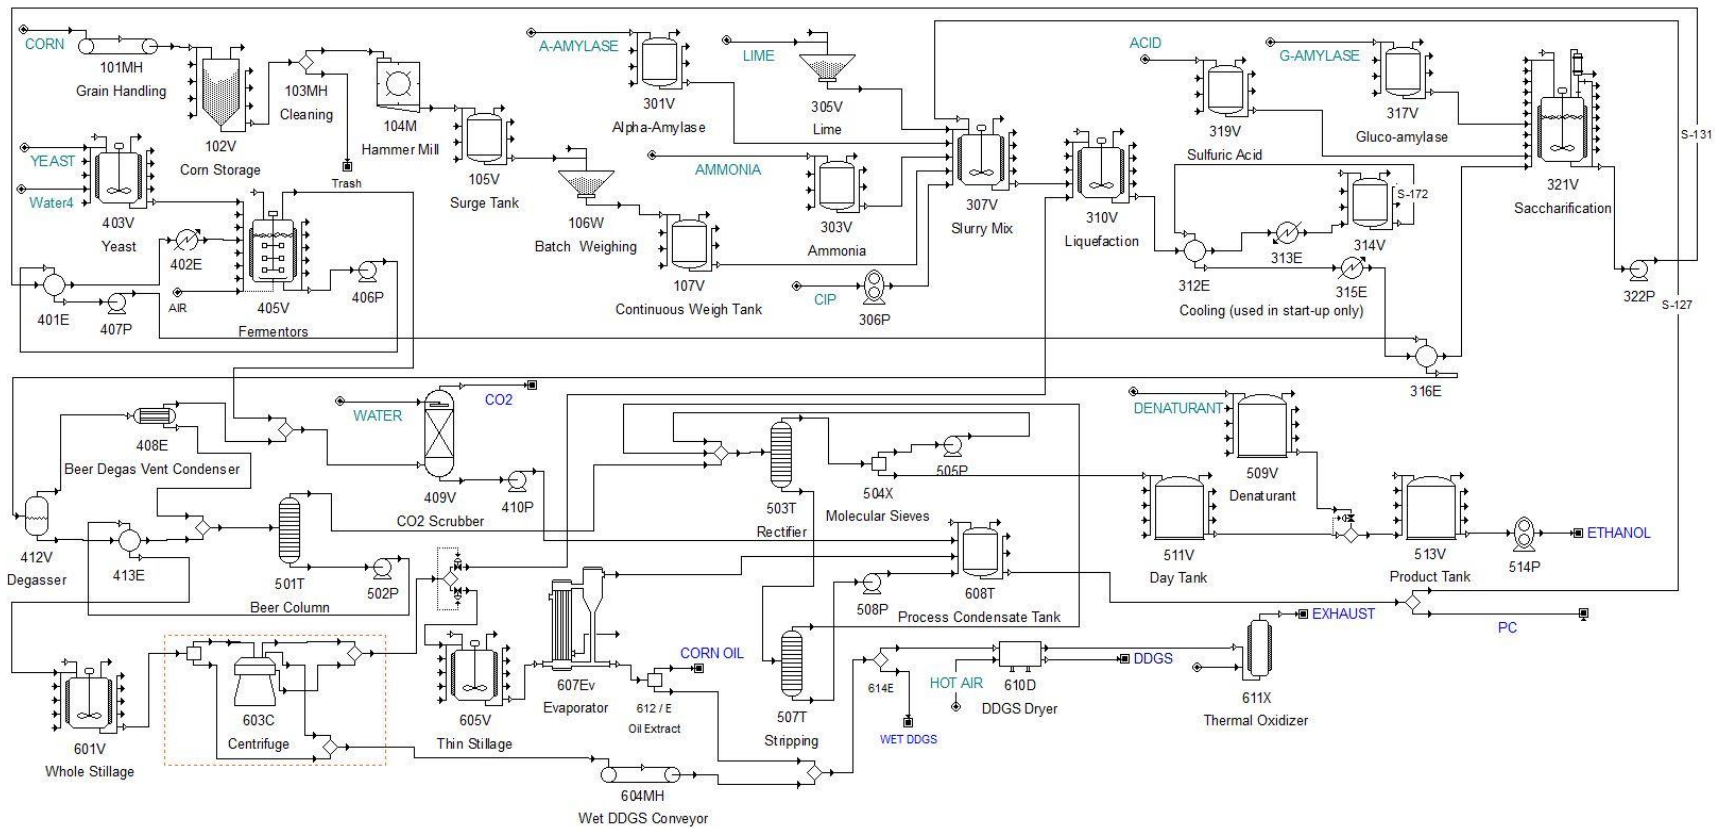 CORN
101MH
Grain Handling
102V
Corn Storage
103MH
Cleaning
Trash
104M
Hammer Mill
105V
Surge Tank
106W
Batch Weighing
107V
Continuous Weigh Tank
A-AMYLASE
301V
Alpha-Amylase
LIME
305V
Lime
AMMONIA
303V
Ammonia
CIP
306P
307V
Slurry Mix
310V
Liquefaction
ACID
319V
Sulfuric Acid
G-AMYLASE
317V
Gluco-amylase
321V
Saccharification
S-131
S-172
314V
313E
312E
315E
Cooling (used in start-up only)
322P
S-127
316E
YEAST
Water4
403V
Yeast
402E
401E
407P
AIR
405V
Fermentors
406P
408E
Beer Degas Vent Condenser
WATER
CO2
409V
CO2 Scrubber
410P
412V
Degasser
413E
501T
Beer Column
502P
503T
Rectifier
504X
Molecular Sieves
505P
DENATURANT
509V
Denaturant
511V
Day Tank
513V
Product Tank
514P
ETHANOL
508P
608T
Process Condensate Tank
PC
601V
Whole Stillage
603C
Centrifuge
605V
Thin Stillage
607Ev
Evaporator
CORN OIL
612 / E
Oil Extract
507T
Stripping
614E
WET DDGS
HOT AIR
610D
DDGS Dryer
DDGS
EXHAUST
611X
Thermal Oxidizer
604MH
Wet DDGS Conveyor